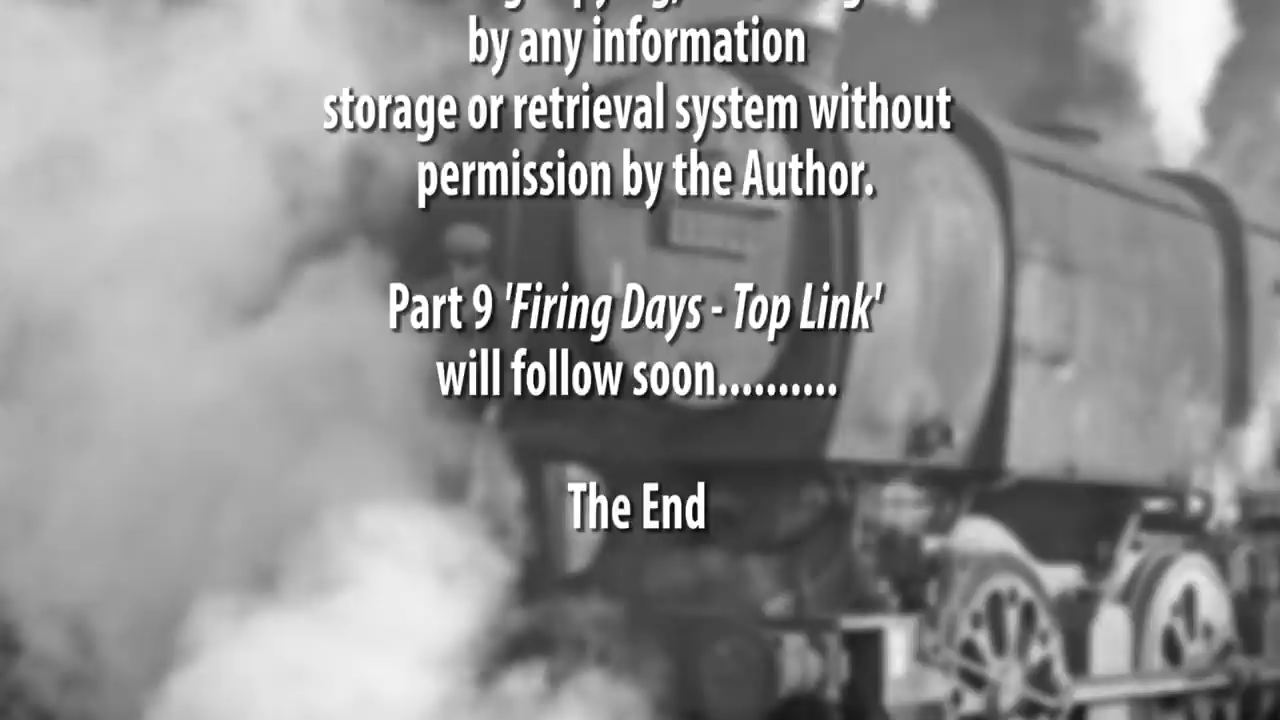 by any information
storage or retrieval system without
permission by the Author.
Part 9 'Firing Days - Top Link'
will follow soon..........
The End